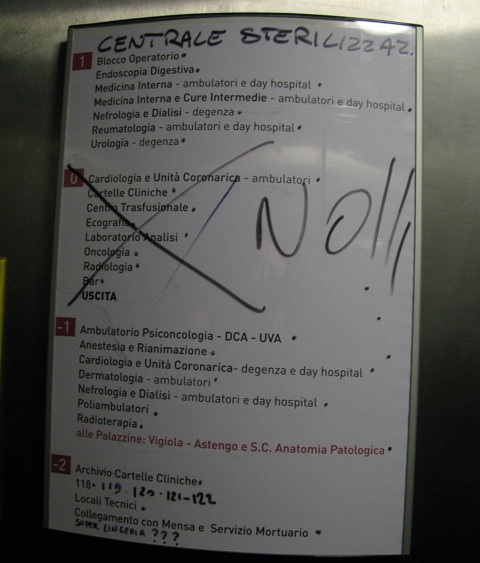 CENTRALE STERILIZZAZ.
1 Blocco Operatorio
Endoscopia Digestiva
Medicina Interna - ambulatori e day hospital
Medicina Interna e Cure Intermedie - ambulatori e day hospital
Nefrologia e Dialisi - degenza
Reumatologia - ambulatori e day hospital
Urologia - degenza
0 Cardiologia e Unità Coronarica - ambulatori
Cartelle Cliniche
Centro Trasfusionale
Ecografia
Laboratorio Analisi
Oncologia
Radiologia
Bar
USCITA
NO!!
-1 Ambulatorio Psiconcologia - DCA - UVA
Anestesia e Rianimazione
Cardiologia e Unità Coronarica- degenza e day hospital
Dermatologia - ambulatori
Nefrologia e Dialisi - ambulatori e day hospital
Poliambulatori
Radioterapia
alle Palazzine: Vigiola - Astengo e S.C. Anatomia Patologica
-2 Archivio Cartelle Cliniche
118 119 - 120 - 121-122
Locali Tecnici
Collegamento con Mensa e Servizio Mortuario
???